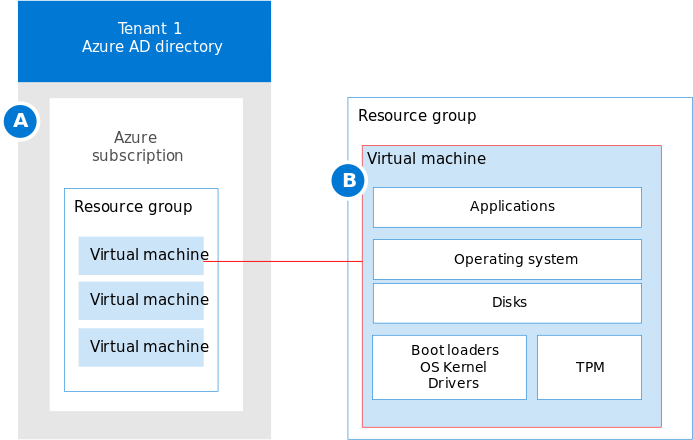 Tenant 1
Azure AD directory
A
Azure
subscription
Resource group
Virtual machine
Virtual machine
Virtual machine
Resource group
Virtual machine
B
Applications
Operating system
Disks
Boot loaders
OS Kernel
Drivers
TPM